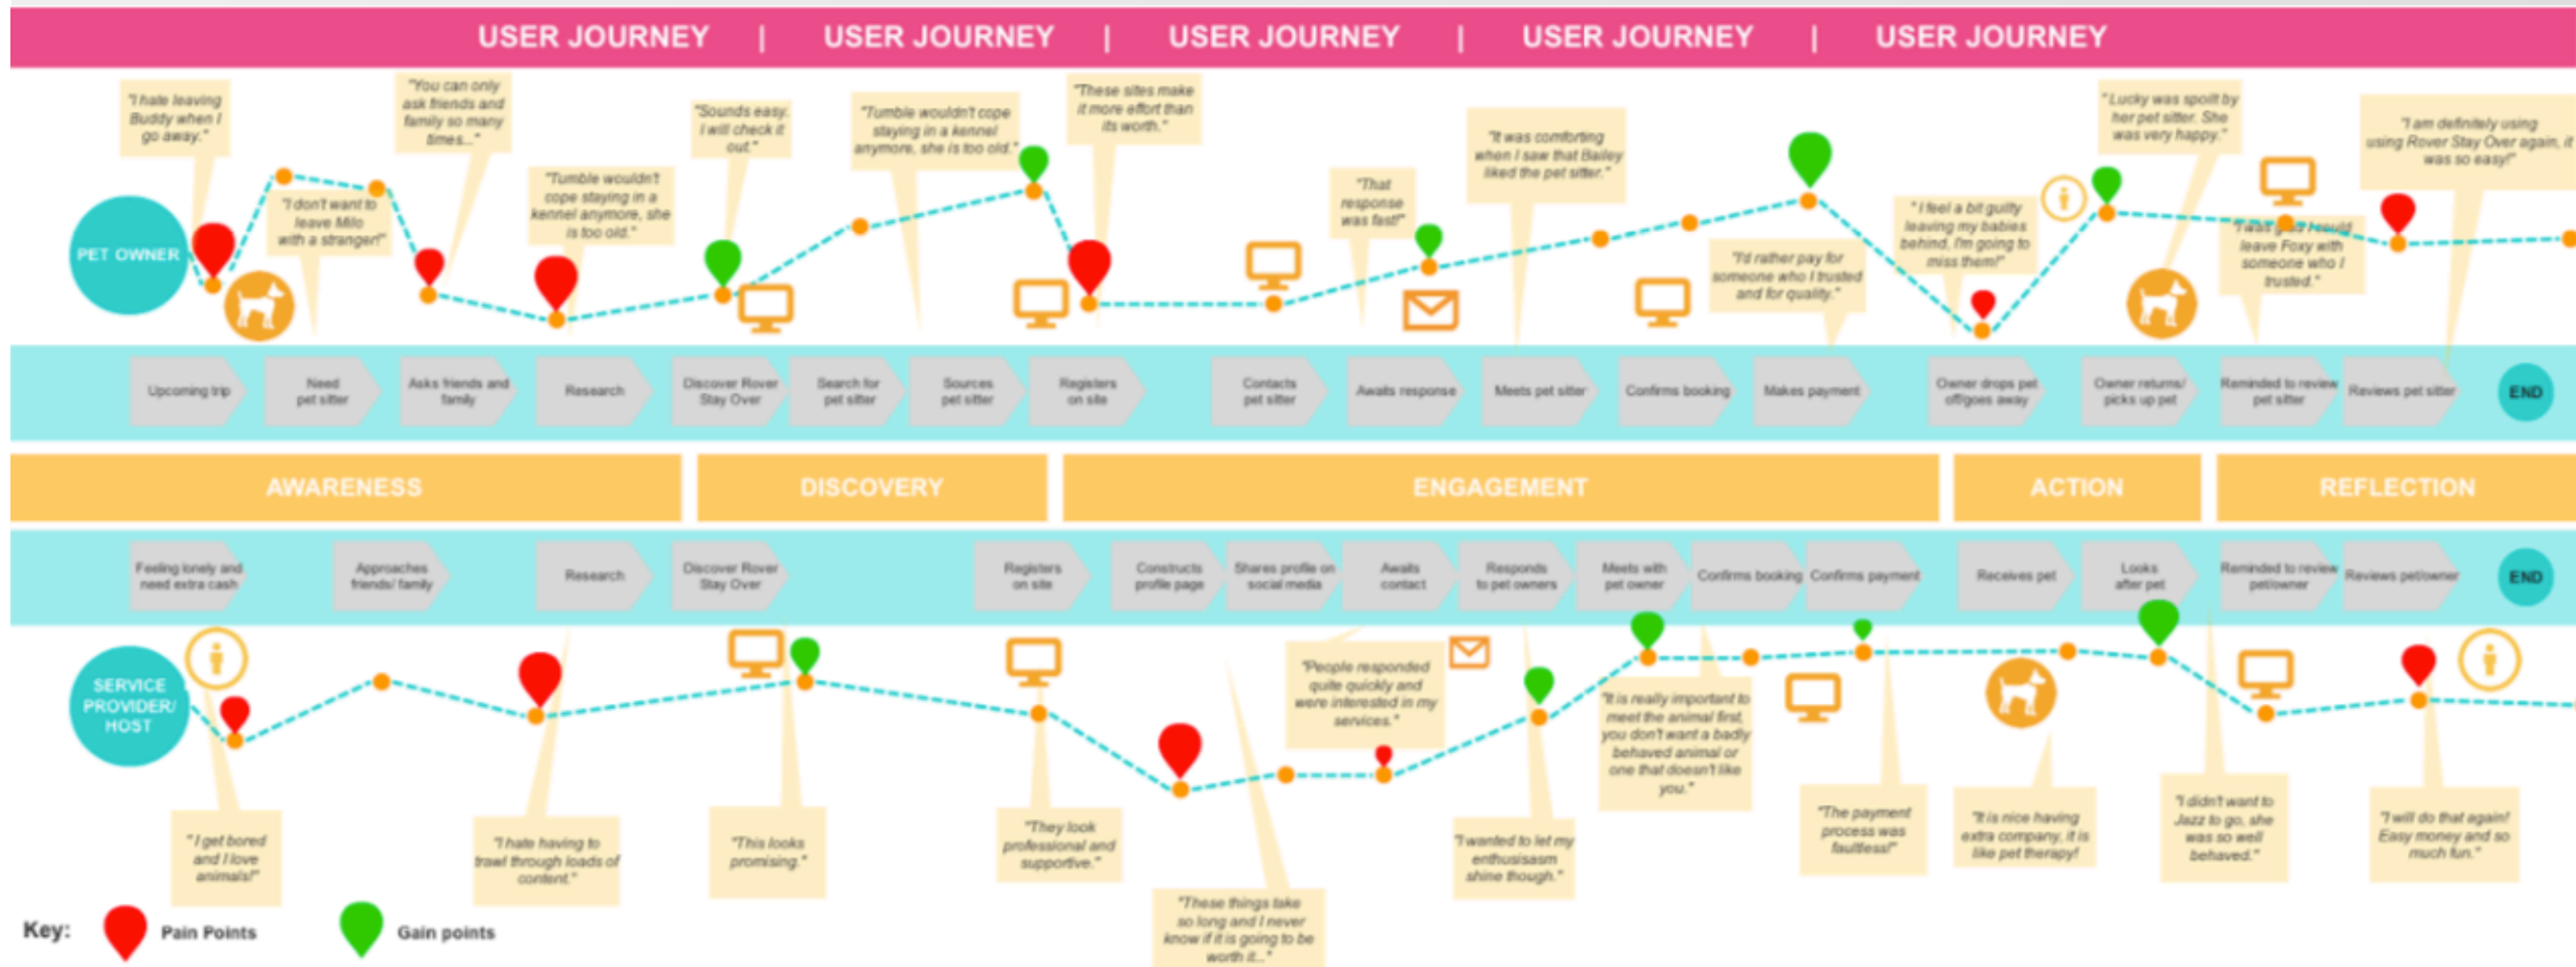 USER JOURNEY | USER JOURNEY | USER JOURNEY | USER JOURNEY | USER JOURNEY
"I hate leaving
Buddy when I
go away."
"You can only
ask friends and
family so many
times..."
"I don't want to
leave Milo
with a stranger!"
"Tumble wouldn't
cope staying in a
kennel anymore, she
is too old."
"Sounds easy.
I will check it
out."
"Tumble wouldn't cope
staying in a kennel
anymore, she is too old."
"These sites make
it more effort than
its worth."
"That
response
was fast!"
"It was comforting
when I saw that Bailey
liked the pet sitter."
"I'd rather pay for
someone who I trusted
and for quality."
" I feel a bit guilty
leaving my babies
behind, I'm going to
miss them!"
" Lucky was spoilt by
her pet sitter. She
was very happy."
"I was glad I could
leave Foxy with
someone who I
trusted."
"I am definitely using
using Rover Stay Over again, it
was so easy!"
PET OWNER
Upcoming trip
Need
pet sitter
Asks friends and
family
Research
Discover Rover
Stay Over
Search for
pet sitter
Sources
pet sitter
Registers
on site
Contacts
pet sitter
Awaits response
Meets pet sitter
Confirms booking
Makes payment
Owner drops pet
off/goes away
Owner returns/
picks up pet
Reminded to review
pet sitter
Reviews pet sitter
END
AWARENESS
DISCOVERY
ENGAGEMENT
ACTION
REFLECTION
Feeling lonely and
need extra cash
Approaches
friends/ family
Research
Discover Rover
Stay Over
Registers
on site
Constructs
profile page
Shares profile on
social media
Awaits
contact
Responds
to pet owners
Meets with
pet owner
Confirms booking
Confirms payment
Receives pet
Looks
after pet
Reminded to review
pet/owner
Reviews pet/owner
END
SERVICE
PROVIDER/
HOST
" I get bored
and I love
animals!"
"I hate having to
trawl through loads of
content."
"This looks
promising."
"They look
professional and
supportive."
"These things take
so long and I never
know if it is going to be
worth it..."
"People responded
quite quickly and
were interested in my
services."
"I wanted to let my
enthusisasm
shine though."
"It is really important to
meet the animal first,
you don't want a badly
behaved animal or
one that doesn't like
you."
"The payment
process was
faultless!"
"It is nice having
extra company, it is
like pet therapy!
"I didn't want to
Jazz to go, she
was so well
behaved."
"I will do that again!
Easy money and so
much fun."
Key:
Pain Points
Gain points